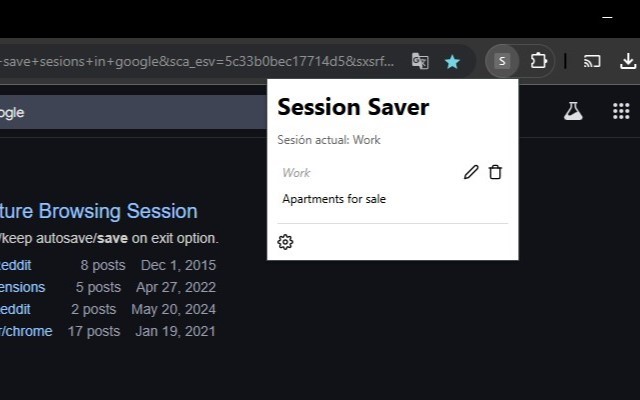 save+sesions+in+google&sca_esv=5c33b0bec17714d5&sxsrf...
S
ogle
Session Saver
Sesión actual: Work
Work
Apartments for sale
ture Browsing Session
/keep autosave/save on exit option.
eddit 8 posts Dec 1, 2015
ensions 5 posts Apr 27, 2022
eddit 2 posts May 20, 2024
r/chrome 17 posts Jan 19, 2021